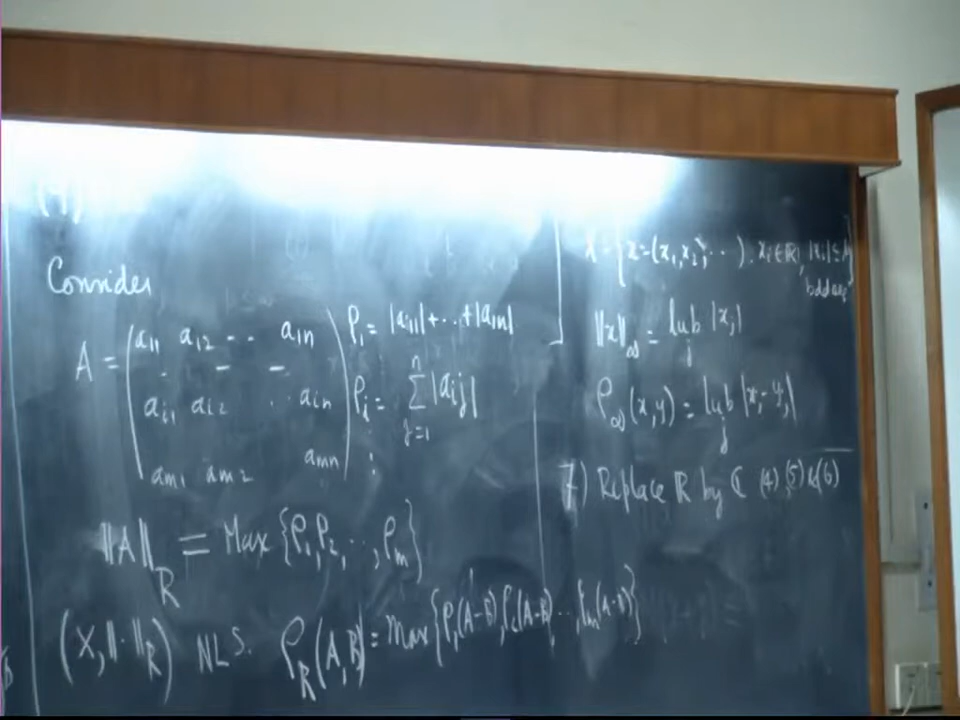 (4)
Consider
A = ( a11 a12 - .. a1n
. - -
ai1 ai2 .. ain
am1 am2 amn )
ρ1 = |a11| + .. + |a1n|
ρi = Σ_{j=1}^{n} |aij|
⋮
||A||_R = Max {ρ1, ρ2, .., ρm}
(X, ||·||_R) NLS. ρ_R(A,B) = Max {ρ1(A-B), ρ2(A-B), .., ρm(A-B)}
X = {x = (x1, x2, ..) : xi ∈ R, |xi| ≤
||x||_∞ = lub_j |xj|
ρ_∞(x,y) = lub_j |xj - yj|
7) Replace R by C (4), (5) & (6)